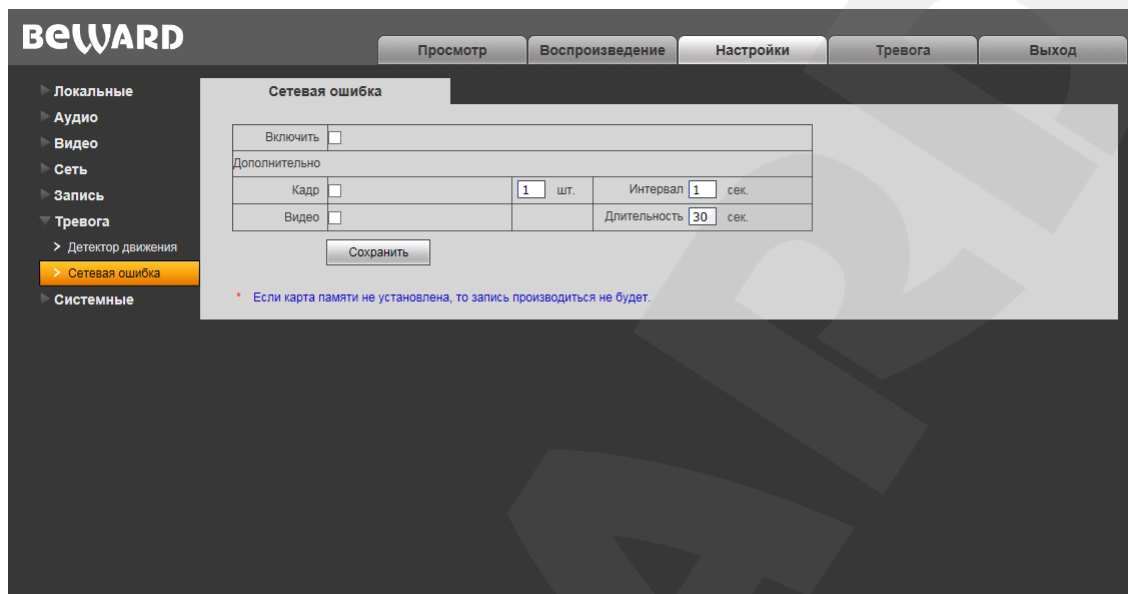 BEWARD
Просмотр Воспроизведение Настройки Тревога Выход
Локальные
Аудио
Видео
Сеть
Запись
Тревога
> Детектор движения
> Сетевая ошибка
Системные
Сетевая ошибка
Включить
Дополнительно
Кадр 1 шт. Интервал 1 сек.
Видео Длительность 30 сек.
Сохранить
* Если карта памяти не установлена, то запись производиться не будет.